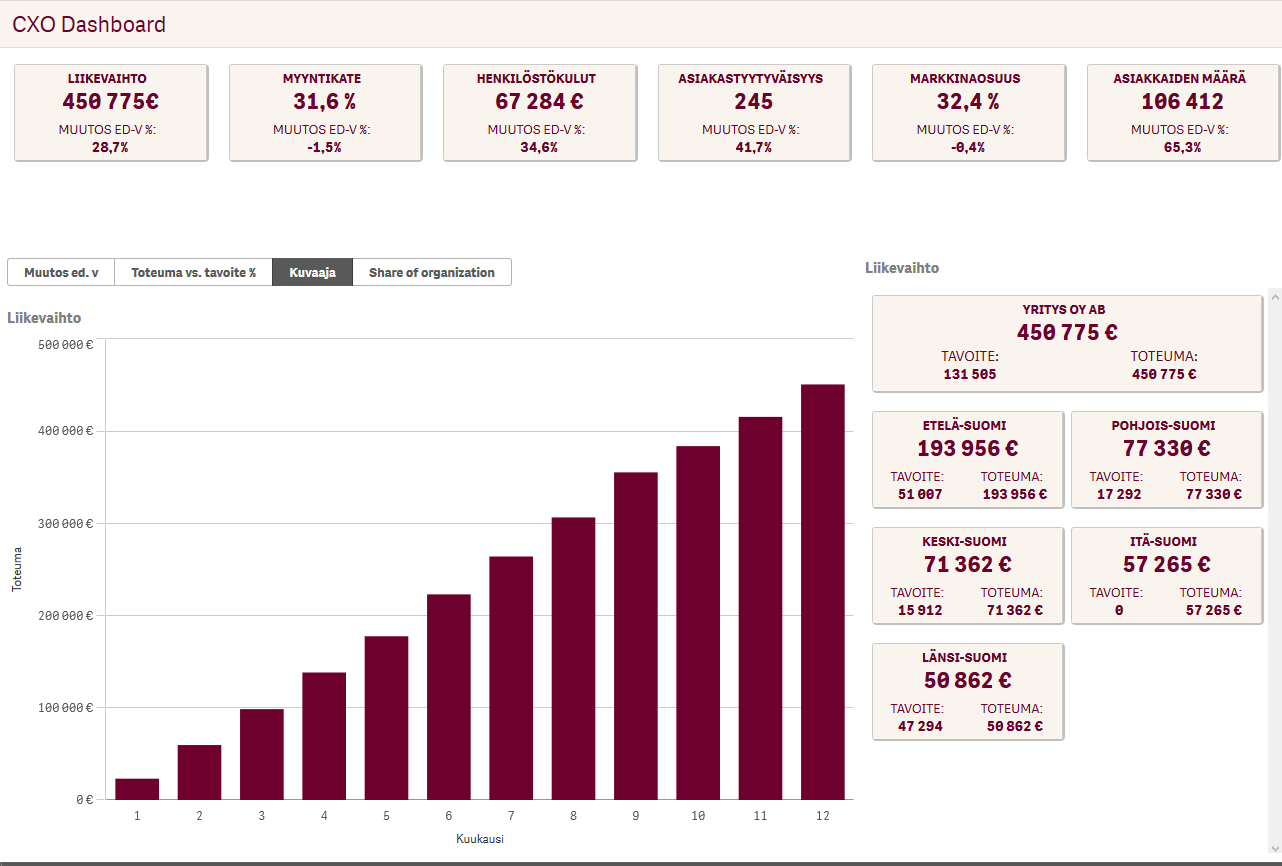 CXO Dashboard
LIIKEVAIHTO
450 775€
MUUTOS ED-V %:
28,7%
MYYNTIKATE
31,6 %
MUUTOS ED-V %:
-1,5%
HENKILÖSTÖKULUT
67 284 €
MUUTOS ED-V %:
34,6%
ASIAKASTYYTYVÄISYYS
245
MUUTOS ED-V %:
41,7%
MARKKINAOSUUS
32,4 %
MUUTOS ED-V %:
-0,4%
ASIAKKAIDEN MÄÄRÄ
106 412
MUUTOS ED-V %:
65,3%
Muutos ed. v
Toteuma vs. tavoite %
Kuvaaja
Share of organization
Liikevaihto
500 000 €
400 000 €
300 000 €
200 000 €
100 000 €
0 €
Toteuma
1 2 3 4 5 6 7 8 9 10 11 12
Kuukausi
Liikevaihto
YRITYS OY AB
450 775 €
TAVOITE: TOTEUMA:
131 505 450 775 €
ETELÄ-SUOMI
193 956 €
TAVOITE: TOTEUMA:
51 007 193 956 €
POHJOIS-SUOMI
77 330 €
TAVOITE: TOTEUMA:
17 292 77 330 €
KESKI-SUOMI
71 362 €
TAVOITE: TOTEUMA:
15 912 71 362 €
ITÄ-SUOMI
57 265 €
TAVOITE: TOTEUMA:
0 57 265 €
LÄNSI-SUOMI
50 862 €
TAVOITE: TOTEUMA:
47 294 50 862 €